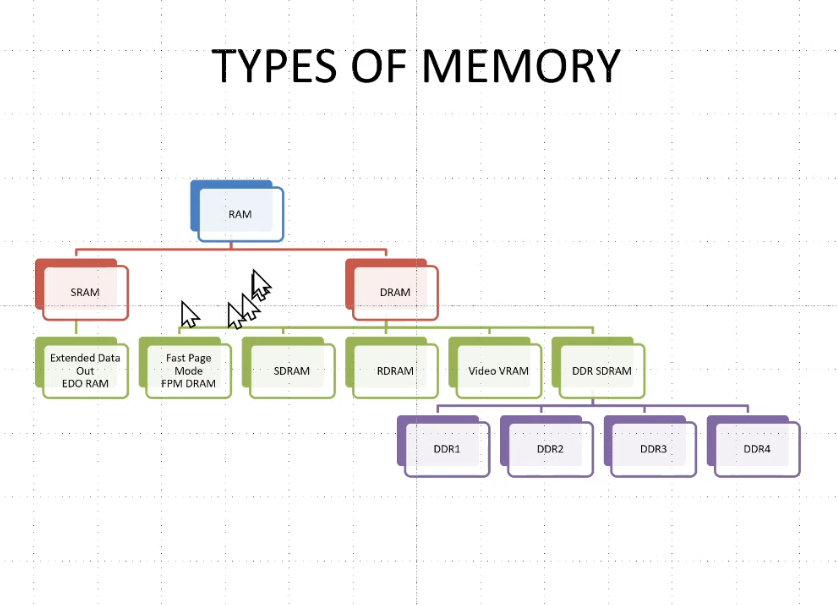 TYPES OF MEMORY
RAM
SRAM
DRAM
Extended Data
Out
EDO RAM
Fast Page
Mode
FPM DRAM
SDRAM
RDRAM
Video VRAM
DDR SDRAM
DDR1
DDR2
DDR3
DDR4